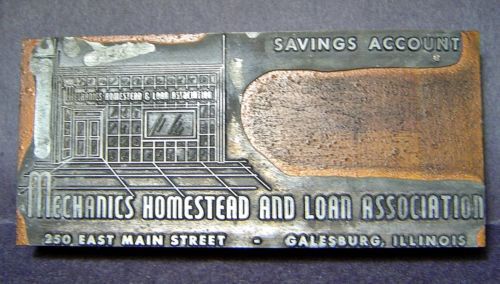 SAVINGS ACCOUNT
MECHANICS HOMESTEAD & LOAN ASSOCIATION
MECHANICS HOMESTEAD AND LOAN ASSOCIATION
250 EAST MAIN STREET - GALESBURG, ILLINOIS